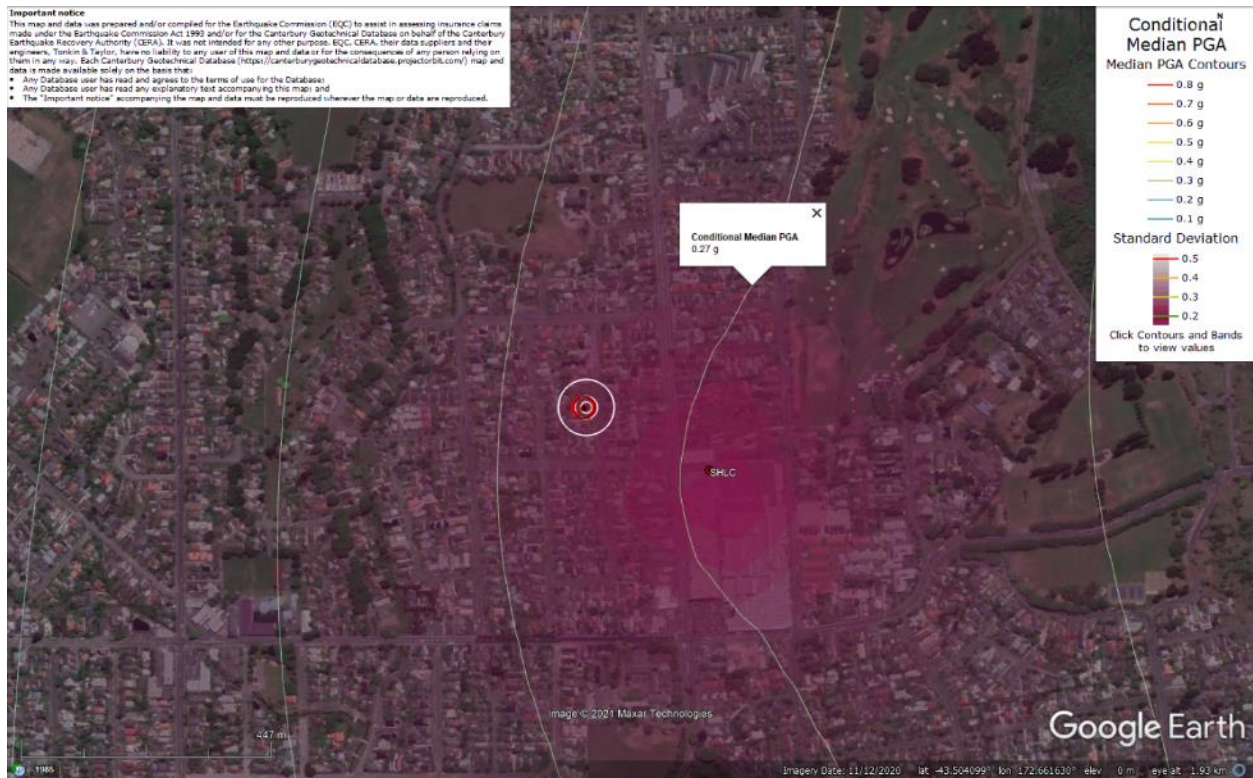 Important notice
This map and data was prepared and/or compiled for the Earthquake Commission (EQC) to assist in assessing insurance claims
made under the Earthquake Commission Act 1993 and/or for the Canterbury Geotechnical Database on behalf of the Canterbury
Earthquake Recovery Authority (CERA). It was not intended for any other purpose. EQC, CERA, their data suppliers and their
engineers, Tonkin & Taylor, have no liability to any user of this map and data or for the consequences of any person relying on
them in any way. Each Canterbury Geotechnical Database (https://canterburygeotechnicaldatabase.projectorbit.com/) map and
data is made available solely on the basis that:
• Any Database user has read and agrees to the terms of use for the Database;
• Any Database user has read any explanatory text accompanying this map; and
• The "Important notice" accompanying the map and data must be reproduced wherever the map or data are reproduced.
N
Conditional
Median PGA
Median PGA Contours
0.8 g
0.7 g
0.6 g
0.5 g
0.4 g
0.3 g
0.2 g
0.1 g
Standard Deviation
0.5
0.4
0.3
0.2
Click Contours and Bands
to view values
Conditional Median PGA
0.27 g
SHLC
Image © 2021 Maxar Technologies
Google Earth
447 m
1985
Imagery Date: 11/12/2020 lat -43.504099° lon 172.661630° elev 0 m eye alt 1.93 km